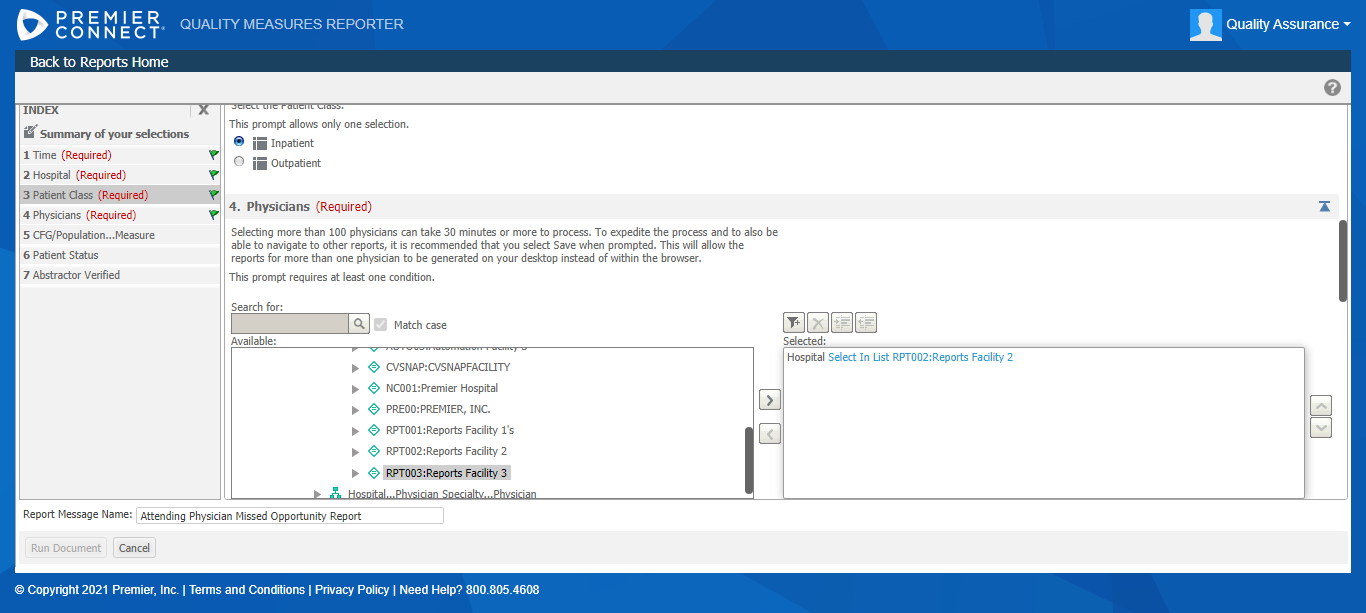 PREMIER
CONNECT
QUALITY MEASURES REPORTER
Quality Assurance
Back to Reports Home
?
INDEX
X
Summary of your selections
1 Time (Required)
2 Hospital (Required)
3 Patient Class (Required)
4 Physicians (Required)
5 CFG/Population...Measure
6 Patient Status
7 Abstractor Verified
Select the Patient Class.
This prompt allows only one selection.
Inpatient
Outpatient
4. Physicians (Required)
Selecting more than 100 physicians can take 30 minutes or more to process. To expedite the process and to also be
able to navigate to other reports, it is recommended that you select Save when prompted. This will allow the
reports for more than one physician to be generated on your desktop instead of within the browser.
This prompt requires at least one condition.
Search for:
Match case
Available:
CVSNAP:CVSNAPFACILITY
NC001:Premier Hospital
PRE00:PREMIER, INC.
RPT001:Reports Facility 1's
RPT002:Reports Facility 2
RPT003:Reports Facility 3
Hospital...Physician Specialty...Physician
Selected:
Hospital Select In List RPT002:Reports Facility 2
Report Message Name: Attending Physician Missed Opportunity Report
Run Document
Cancel
© Copyright 2021 Premier, Inc. | Terms and Conditions | Privacy Policy | Need Help? 800.805.4608